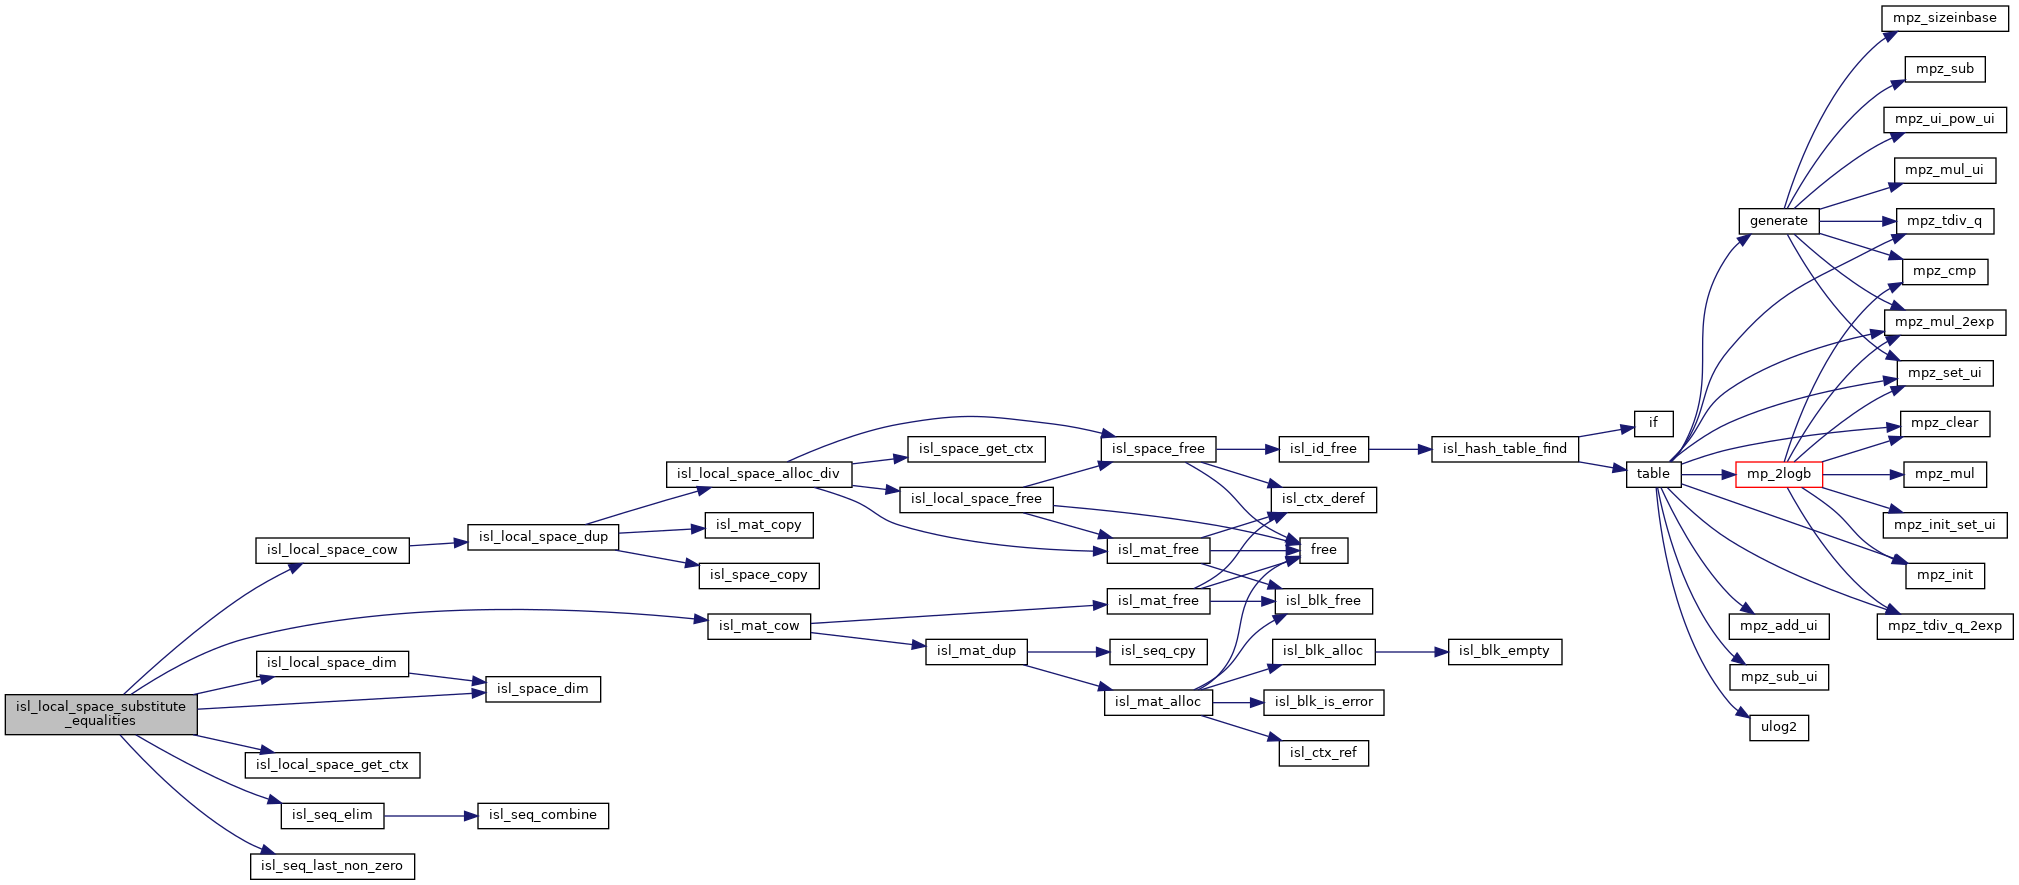 isl_local_space_substitute
_equalities
isl_local_space_cow
isl_mat_cow
isl_local_space_dim
isl_space_dim
isl_local_space_get_ctx
isl_seq_elim
isl_seq_combine
isl_seq_last_non_zero
isl_local_space_dup
isl_local_space_alloc_div
isl_mat_copy
isl_space_copy
isl_space_get_ctx
isl_local_space_free
isl_space_free
isl_mat_free
isl_mat_free
isl_mat_dup
isl_seq_cpy
isl_mat_alloc
isl_id_free
isl_ctx_deref
free
isl_blk_free
isl_blk_alloc
isl_blk_is_error
isl_ctx_ref
isl_hash_table_find
isl_blk_empty
if
table
generate
mp_2logb
mpz_add_ui
mpz_sub_ui
ulog2
mpz_sizeinbase
mpz_sub
mpz_ui_pow_ui
mpz_mul_ui
mpz_tdiv_q
mpz_cmp
mpz_mul_2exp
mpz_set_ui
mpz_clear
mpz_mul
mpz_init_set_ui
mpz_init
mpz_tdiv_q_2exp